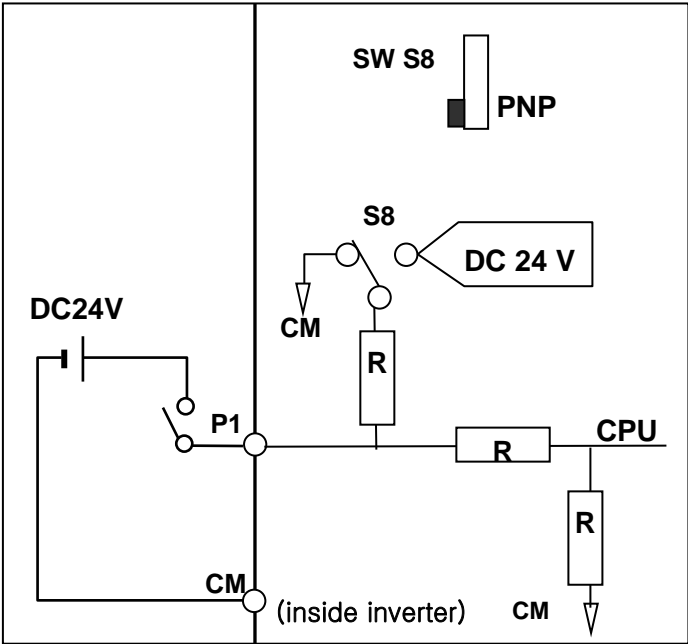 SW S8
PNP
S8
DC 24 V
DC24V
CM
R
P1
R
CPU
R
CM
(inside inverter)
CM